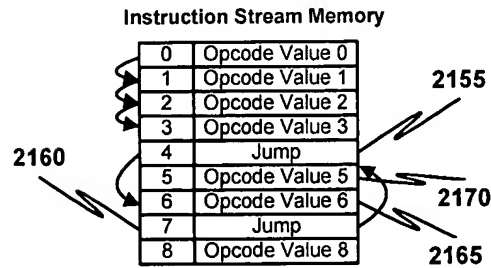 Instruction Stream Memory
0 Opcode Value 0
1 Opcode Value 1
2 Opcode Value 2
3 Opcode Value 3
4 Jump
5 Opcode Value 5
6 Opcode Value 6
7 Jump
8 Opcode Value 8
2155
2160
2170
2165